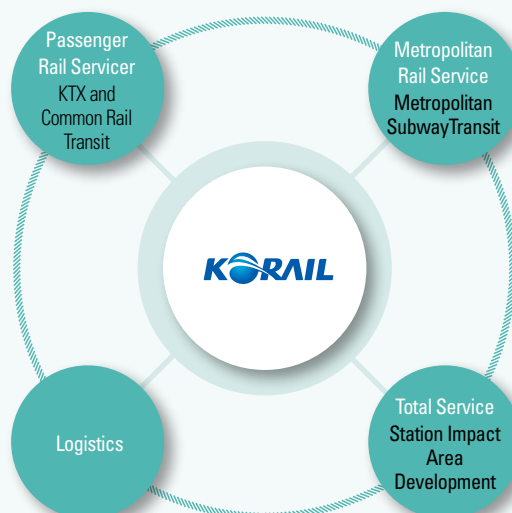 Passenger
Rail Servicer
KTX and
Common Rail
Transit
Metropolitan
Rail Service
Metropolitan
SubwayTransit
KORAIL
Logistics
Total Service
Station Impact
Area
Development